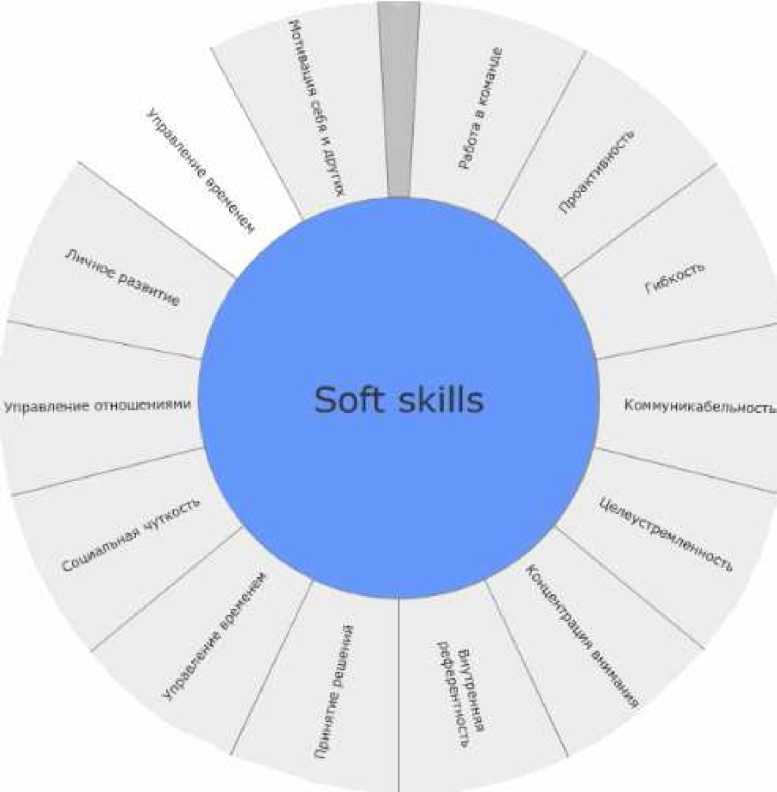 Мотивация себя и других
Работа в команде
Проактивность
Гибкость
Коммуникабельность
Целеустремленность
Концентрация внимания
Внутренняя
референтность
Принятие решений
Управление временем
Социальная чуткость
Управление отношениями
Личное развитие
Управление временем
Soft skills